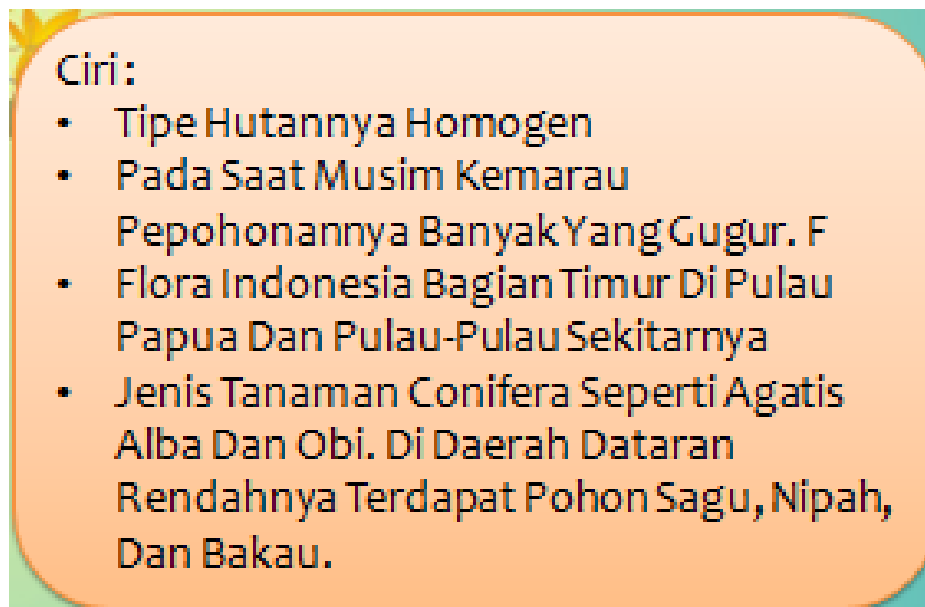 Ciri :
• Tipe Hutannya Homogen
• Pada Saat Musim Kemarau
Pepohonannya Banyak Yang Gugur. F
• Flora Indonesia Bagian Timur Di Pulau
Papua Dan Pulau-Pulau Sekitarnya
• Jenis Tanaman Conifera Seperti Agatis
Alba Dan Obi. Di Daerah Dataran
Rendahnya Terdapat Pohon Sagu, Nipah,
Dan Bakau.